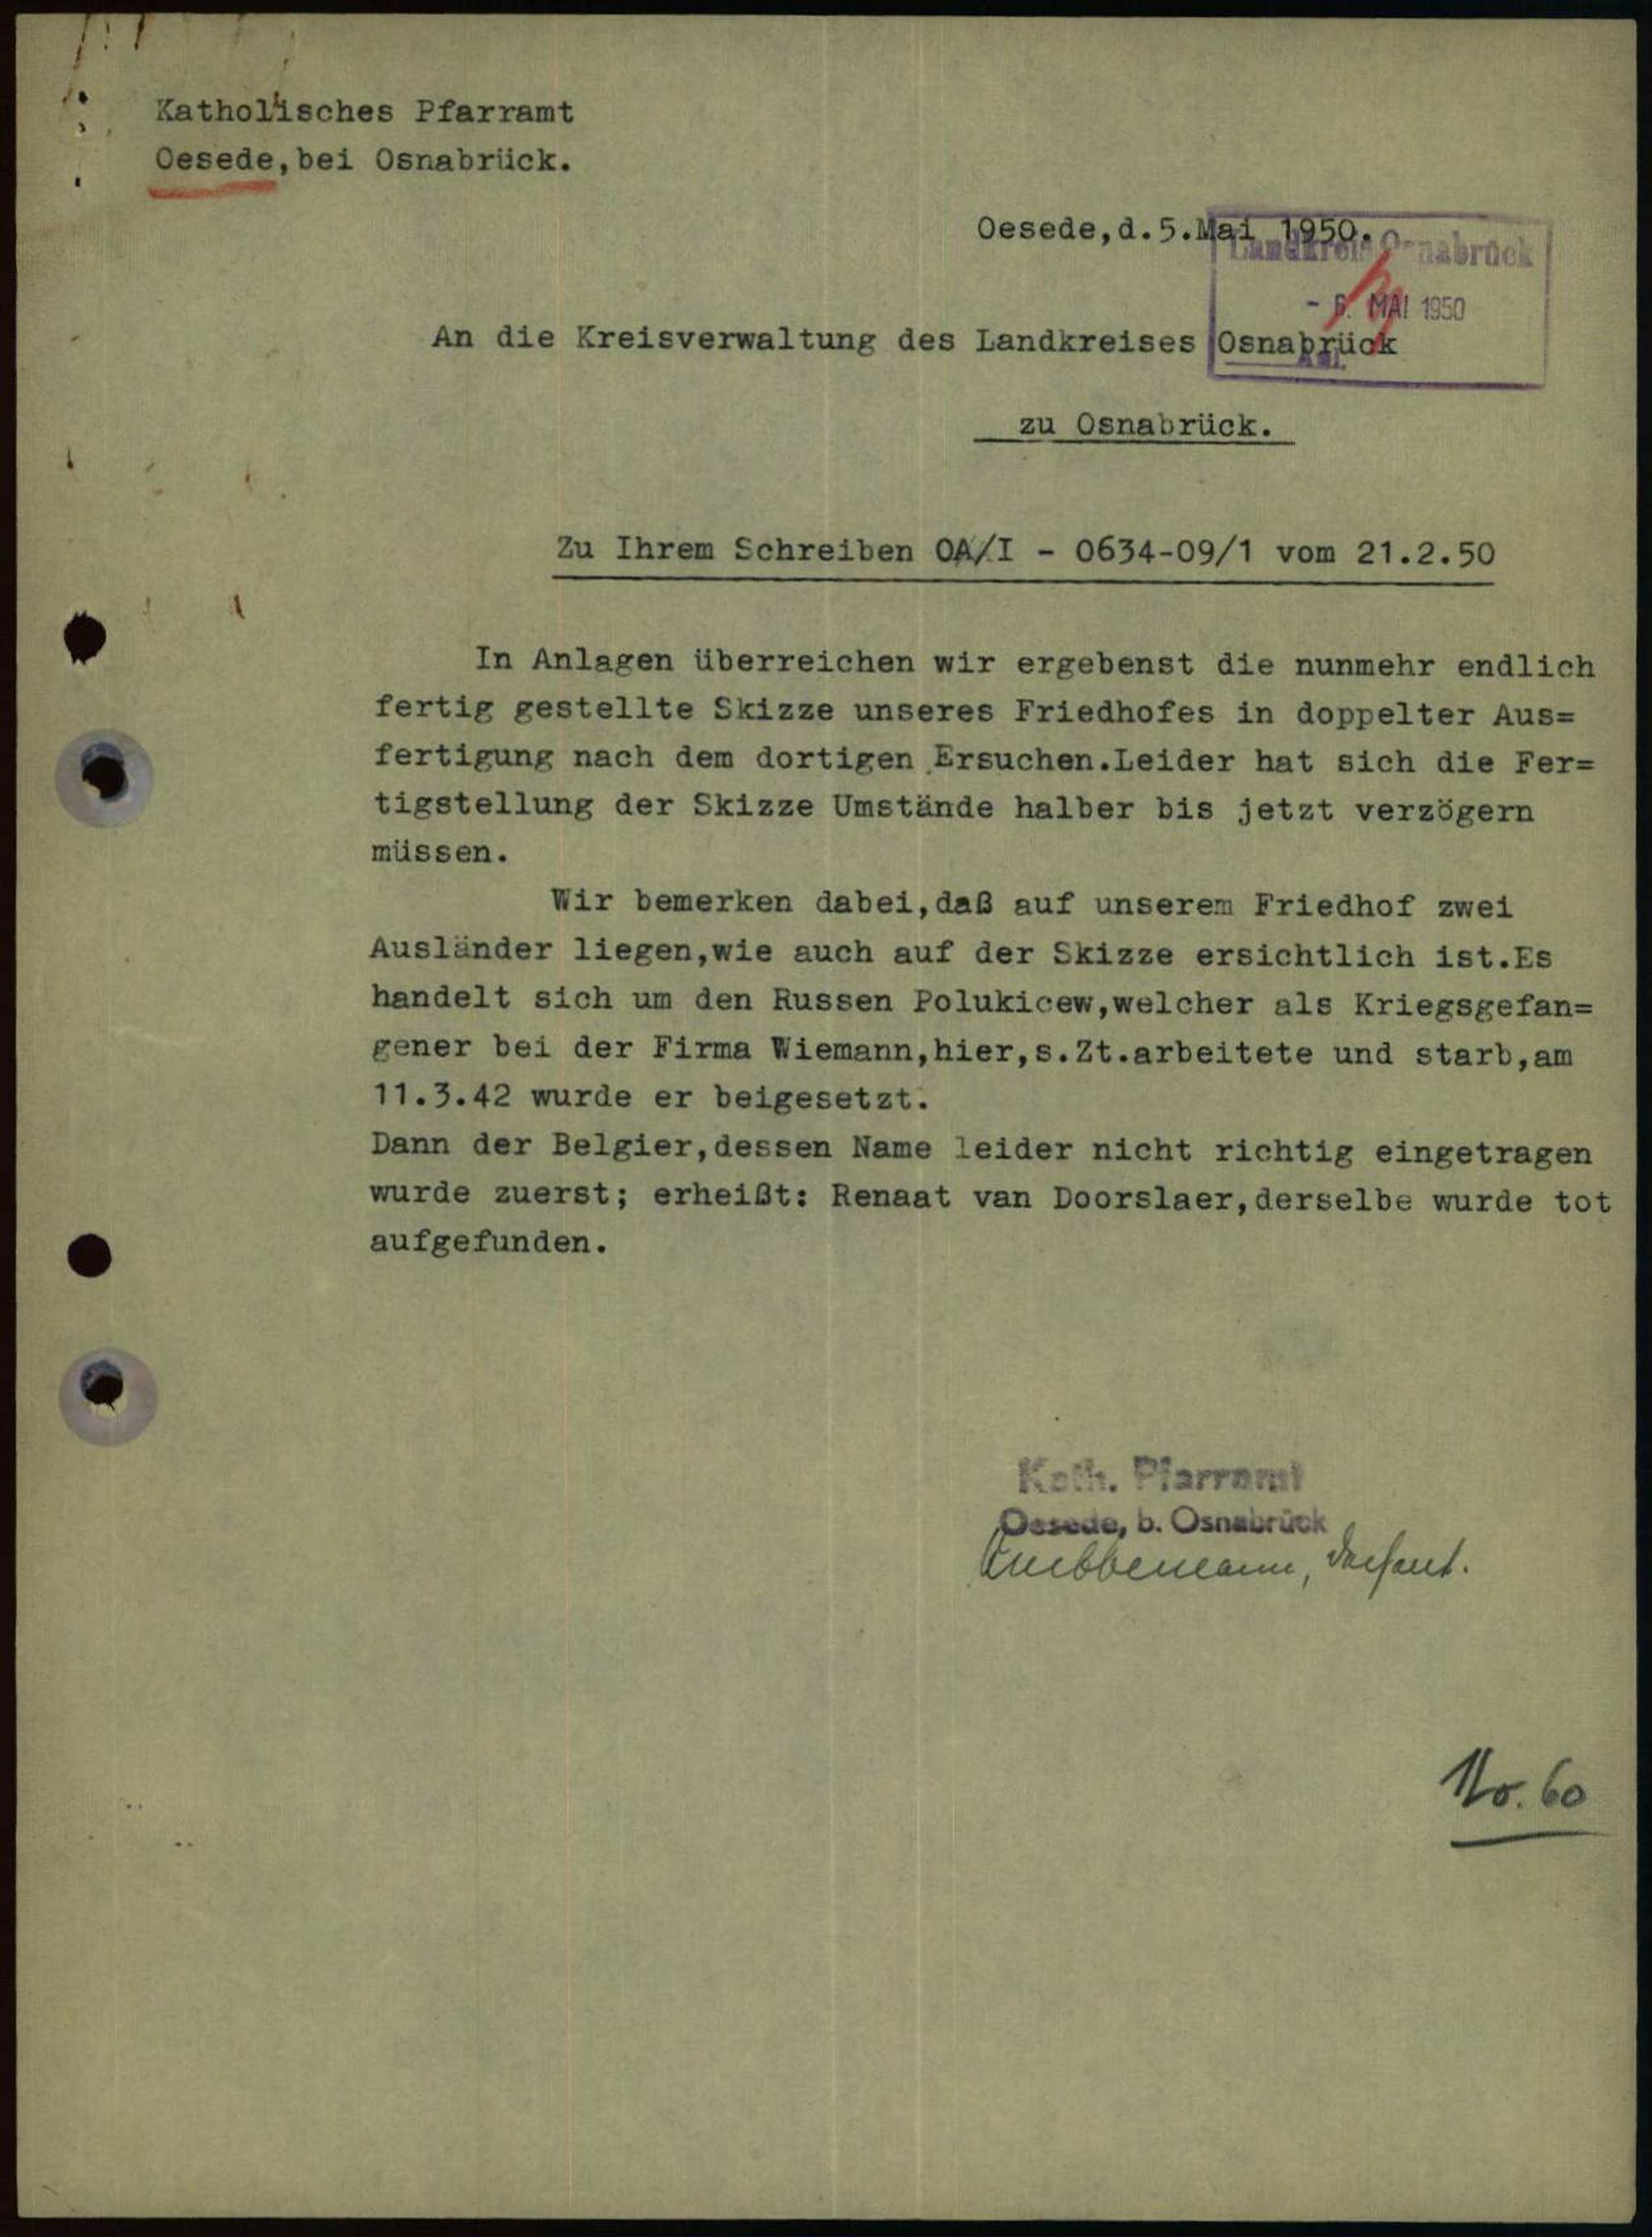 Katholisches Pfarramt
Oesede,bei Osnabrück.
Oesede,d.5.Mai 1950.
Landkreis Osnabrück
- 6. MAI 1950
An die Kreisverwaltung des Landkreises Osnabrück
zu Osnabrück.
Zu Ihrem Schreiben OA/I - 0634-09/1 vom 21.2.50
In Anlagen überreichen wir ergebenst die nunmehr endlich
fertig gestellte Skizze unseres Friedhofes in doppelter Aus=
fertigung nach dem dortigen Ersuchen.Leider hat sich die Fer=
tigstellung der Skizze Umstände halber bis jetzt verzögern
müssen.
Wir bemerken dabei,daß auf unserem Friedhof zwei
Ausländer liegen,wie auch auf der Skizze ersichtlich ist.Es
handelt sich um den Russen Polukicew,welcher als Kriegsgefan=
gener bei der Firma Wiemann,hier,s.Zt.arbeitete und starb,am
11.3.42 wurde er beigesetzt.
Dann der Belgier,dessen Name leider nicht richtig eingetragen
wurde zuerst; erheißt: Renaat van Doorslaer,derselbe wurde tot
aufgefunden.
Kath. Pfarramt
Oesede, b. Osnabrück
No. 60